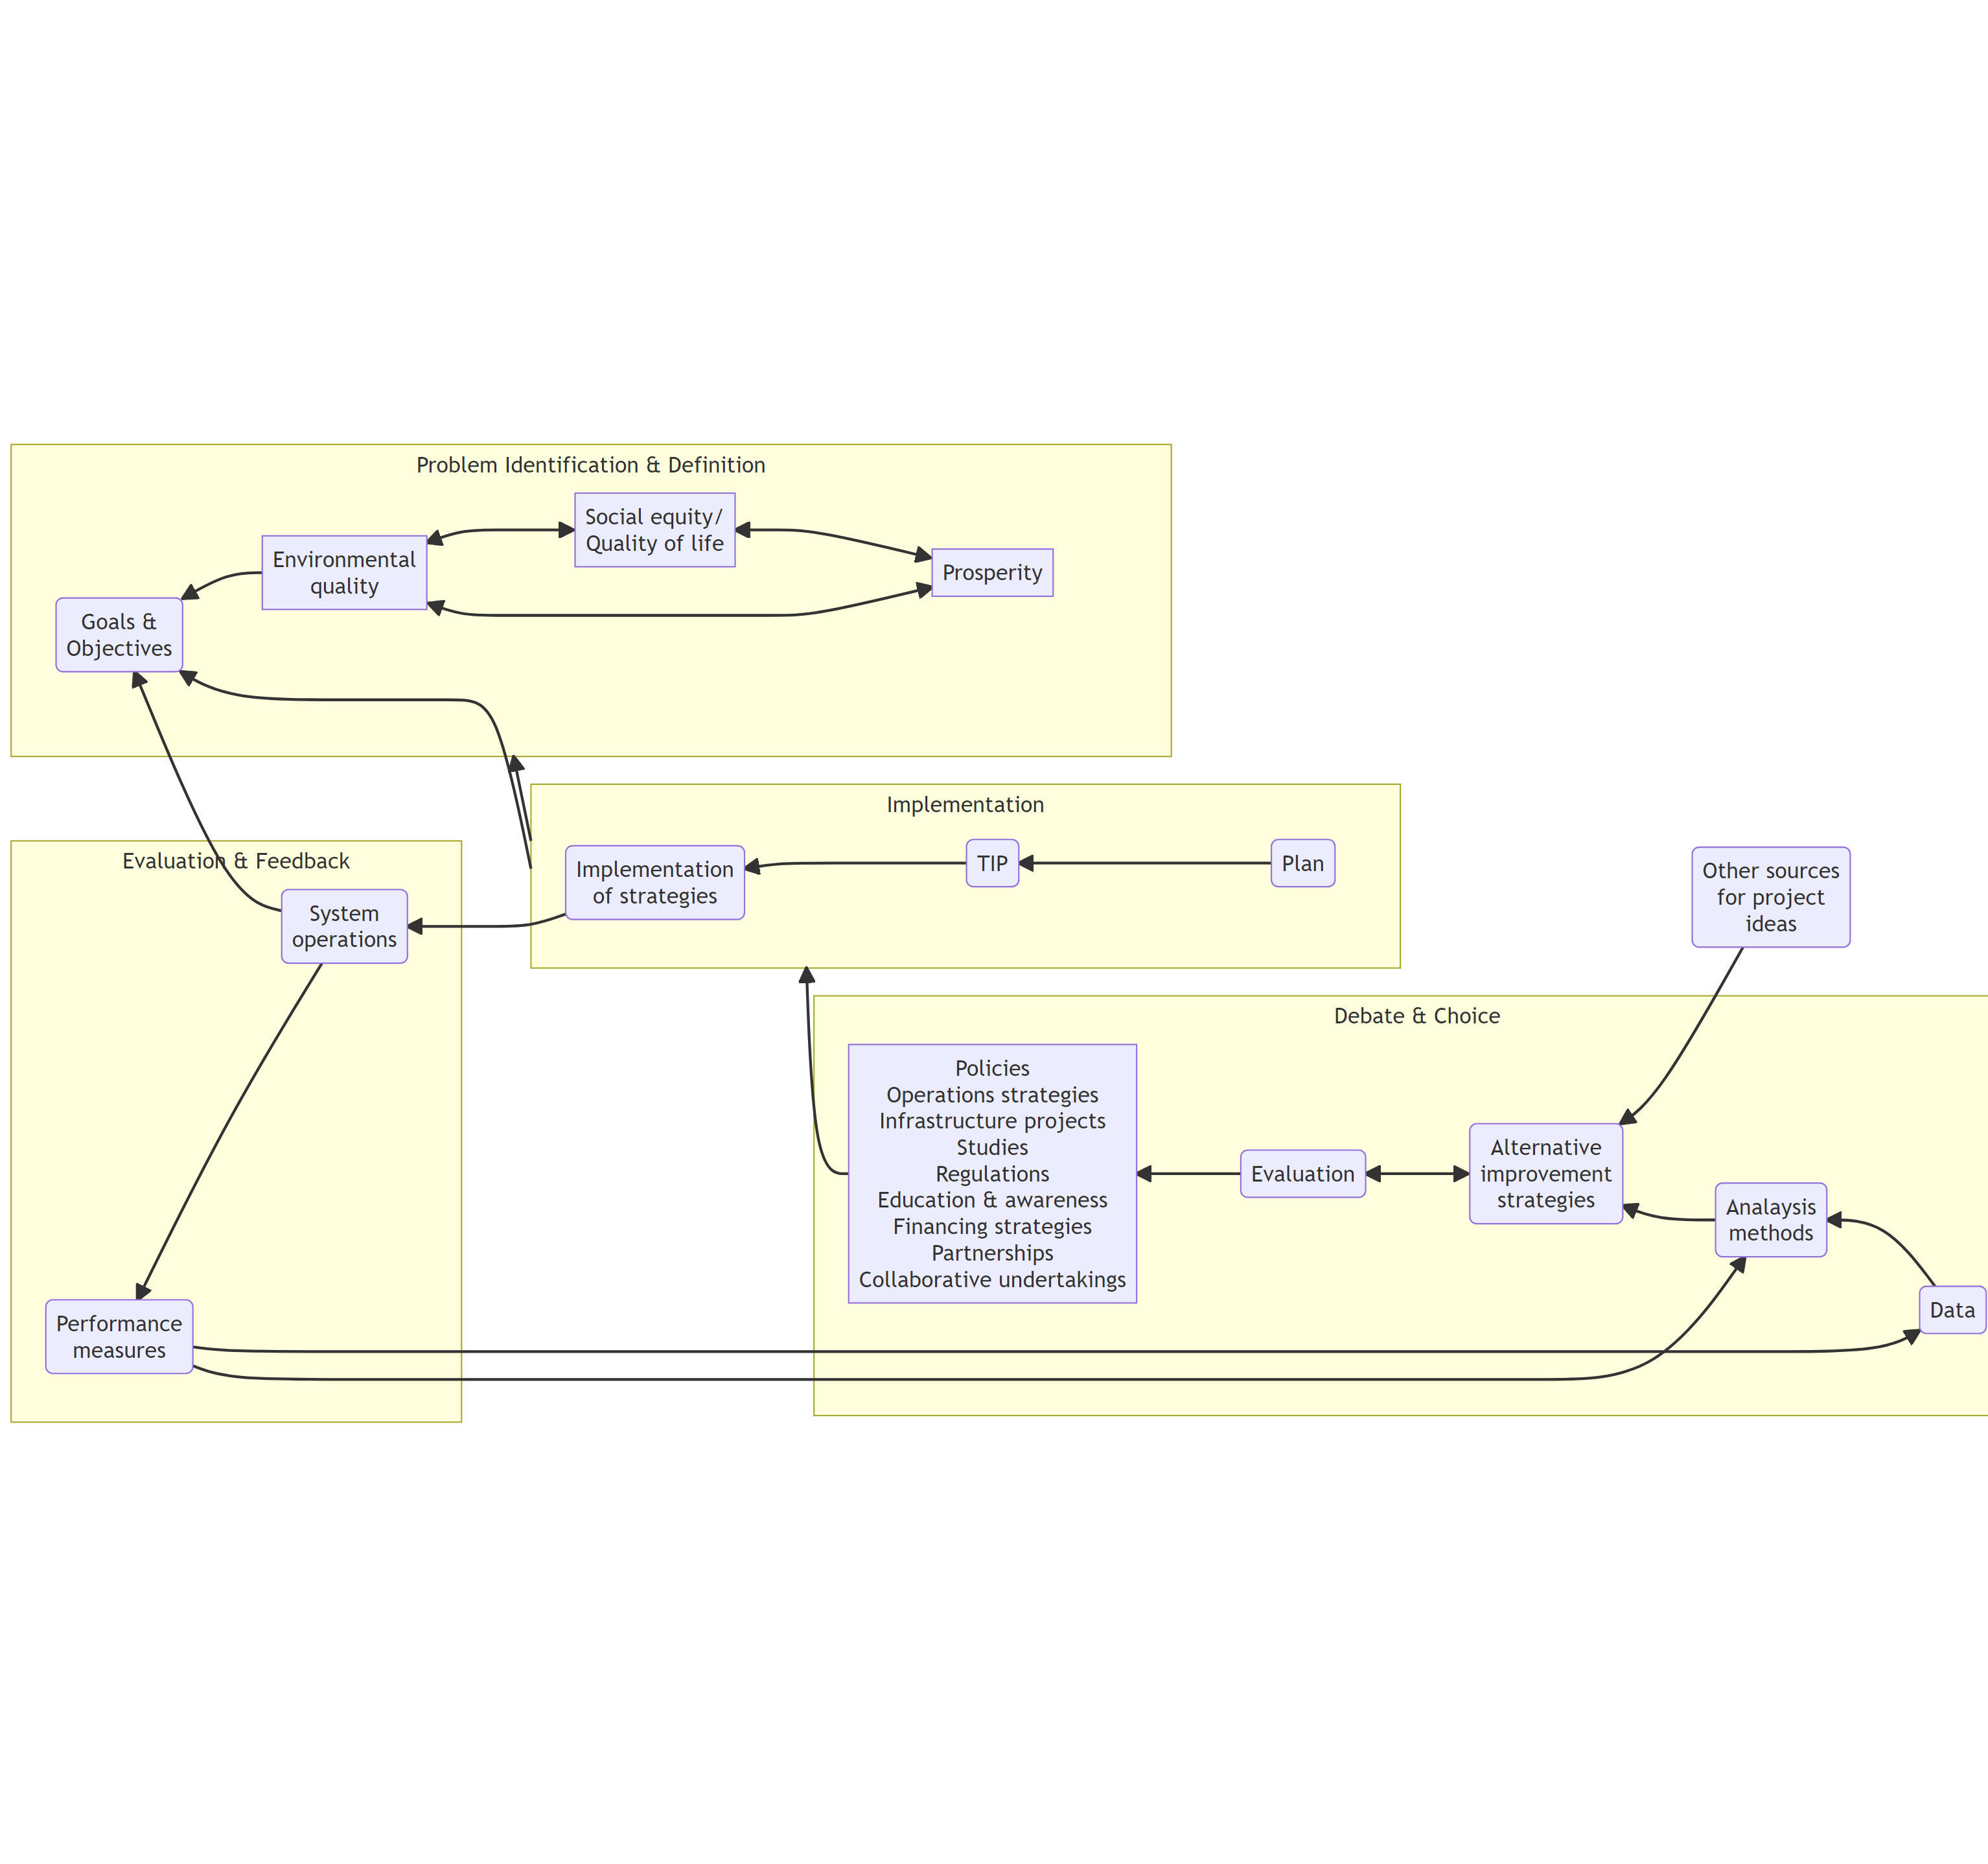 Problem Identification & Definition
Social equity/
Quality of life
Environmental
quality
Prosperity
Goals &
Objectives
Implementation
Implementation
of strategies
TIP
Plan
Evaluation & Feedback
System
operations
Other sources
for project
ideas
Debate & Choice
Policies
Operations strategies
Infrastructure projects
Studies
Regulations
Education & awareness
Financing strategies
Partnerships
Collaborative undertakings
Evaluation
Alternative
improvement
strategies
Analaysis
methods
Data
Performance
measures